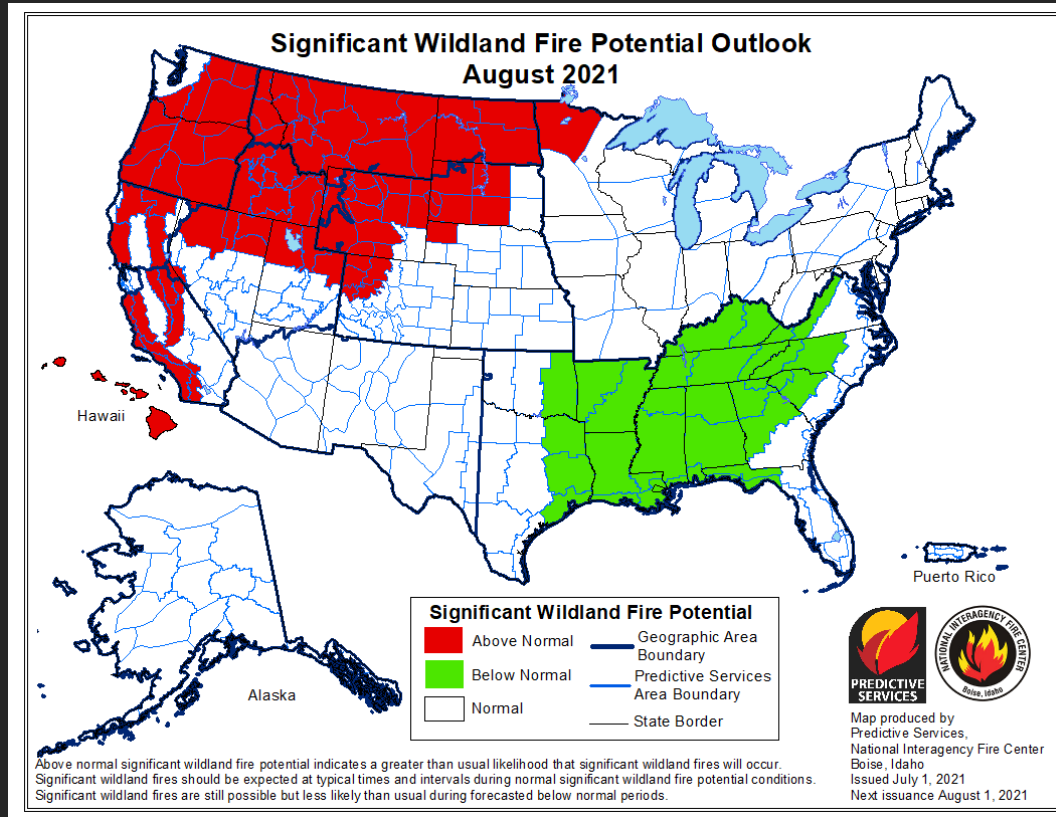 Significant Wildland Fire Potential Outlook
August 2021
Hawaii
Alaska
Puerto Rico
Significant Wildland Fire Potential
Above Normal
Below Normal
Normal
Geographic Area
Boundary
Predictive Services
Area Boundary
State Border
PREDICTIVE
SERVICES
NATIONAL INTERAGENCY FIRE CENTER
Boise, Idaho
Map produced by
Predictive Services,
National Interagency Fire Center
Boise, Idaho
Issued July 1, 2021
Next issuance August 1, 2021
Above normal significant wildland fire potential indicates a greater than usual likelihood that significant wildland fires will occur.
Significant wildland fires should be expected at typical times and intervals during normal significant wildland fire potential conditions.
Significant wildland fires are still possible but less likely than usual during forecasted below normal periods.